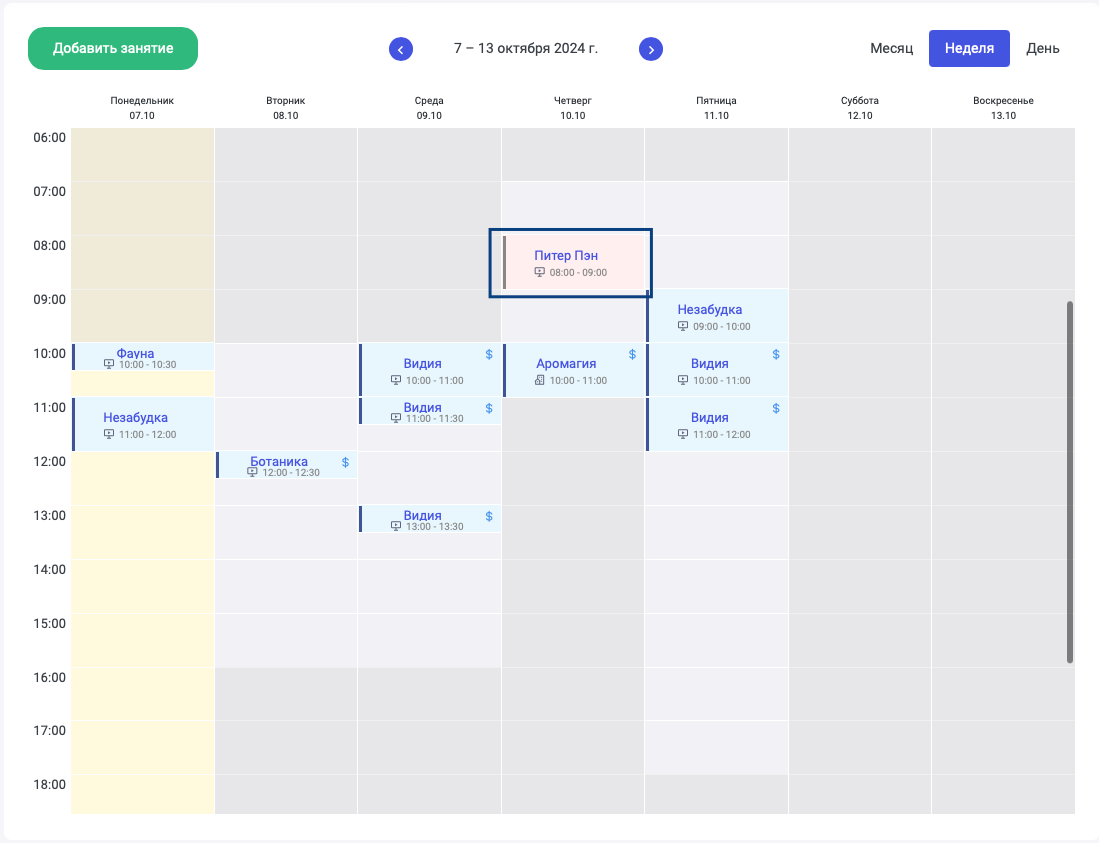 Добавить занятие
7 – 13 октября 2024 г.
Месяц
Неделя
День
Понедельник
07.10
Вторник
08.10
Среда
09.10
Четверг
10.10
Пятница
11.10
Суббота
12.10
Воскресенье
13.10
06:00
07:00
08:00
Питер Пэн
08:00 - 09:00
09:00
Незабудка
09:00 - 10:00
10:00
Фауна
10:00 - 10:30
Видия
$
10:00 - 11:00
Аромагия
$
10:00 - 11:00
Видия
$
10:00 - 11:00
11:00
Незабудка
11:00 - 12:00
Видия
$
11:00 - 11:30
Видия
$
11:00 - 12:00
12:00
Ботаника
$
12:00 - 12:30
13:00
Видия
$
13:00 - 13:30
14:00
15:00
16:00
17:00
18:00